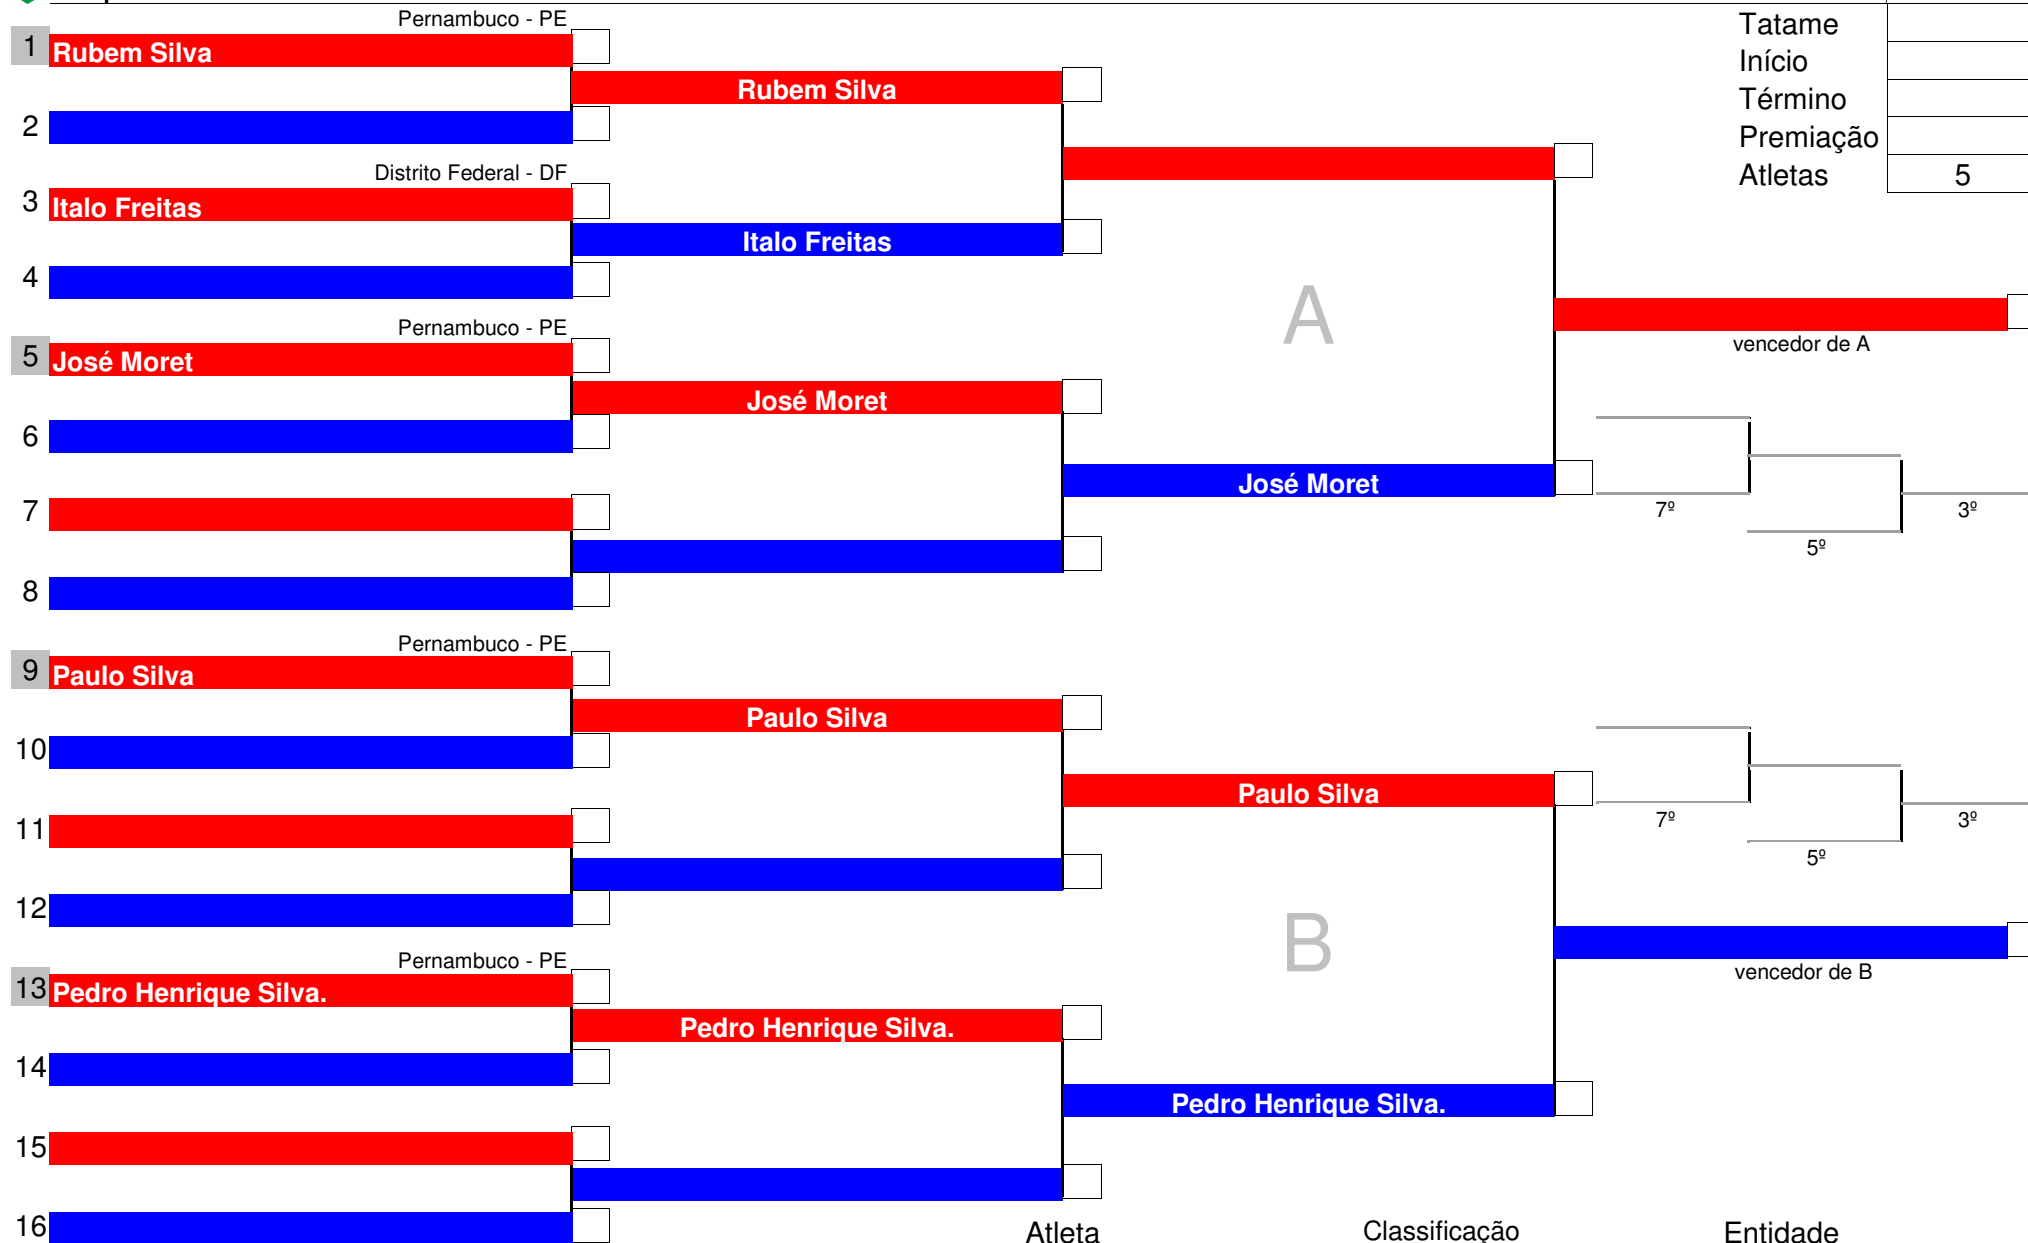 Pernambuco - PE
Tatame
1 Rubem Silva
Início
Rubem Silva
Término
2
Premiação
Distrito Federal - DF
Atletas 5
3 Italo Freitas
Italo Freitas
4
A
Pernambuco - PE
vencedor de A
5 José Moret
José Moret
6
José Moret
7
7º 3º
5º
8
Pernambuco - PE
9 Paulo Silva
Paulo Silva
10
Paulo Silva
11
7º 3º
5º
12
B
Pernambuco - PE
vencedor de B
13 Pedro Henrique Silva.
Pedro Henrique Silva.
14
Pedro Henrique Silva.
15
16
Atleta Classificação Entidade